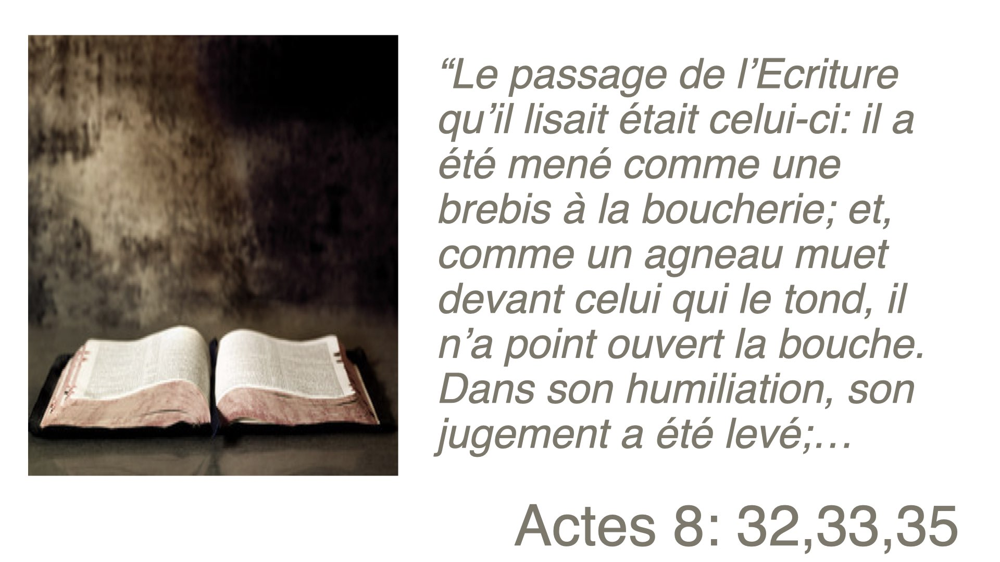 “Le passage de l’Ecriture
qu’il lisait était celui-ci: il a
été mené comme une
brebis à la boucherie; et,
comme un agneau muet
devant celui qui le tond, il
n’a point ouvert la bouche.
Dans son humiliation, son
jugement a été levé;…
Actes 8: 32,33,35